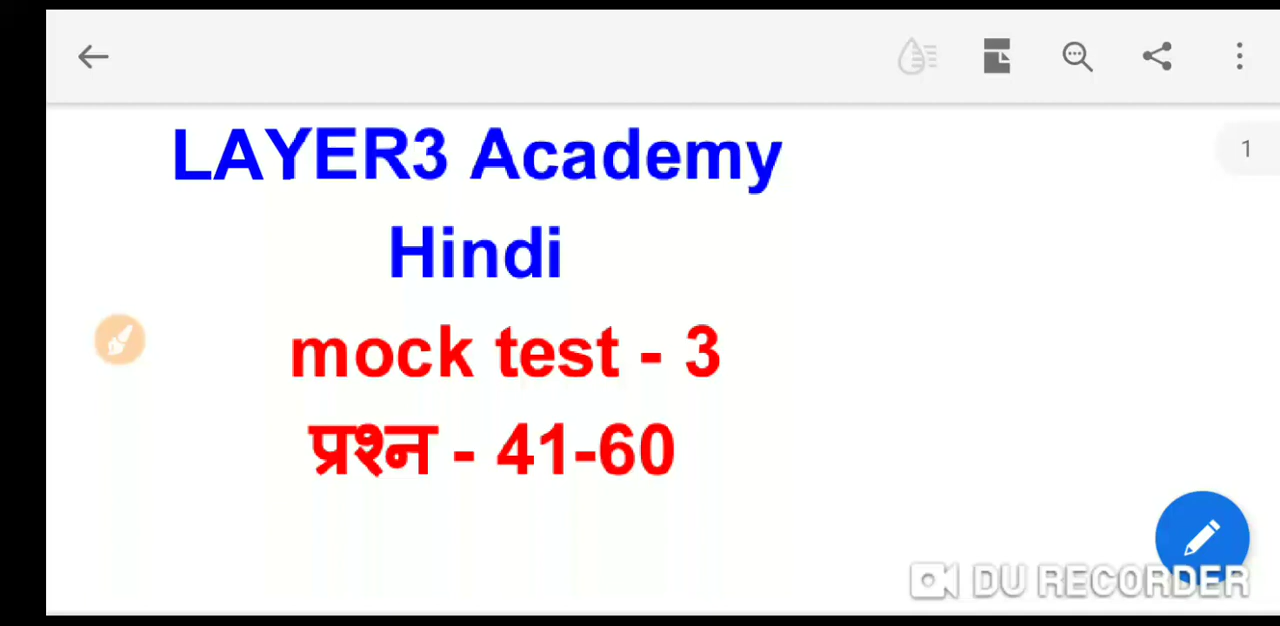 LAYER3 Academy
1
Hindi
mock test - 3
प्रश्न - 41-60
DU RECORDER